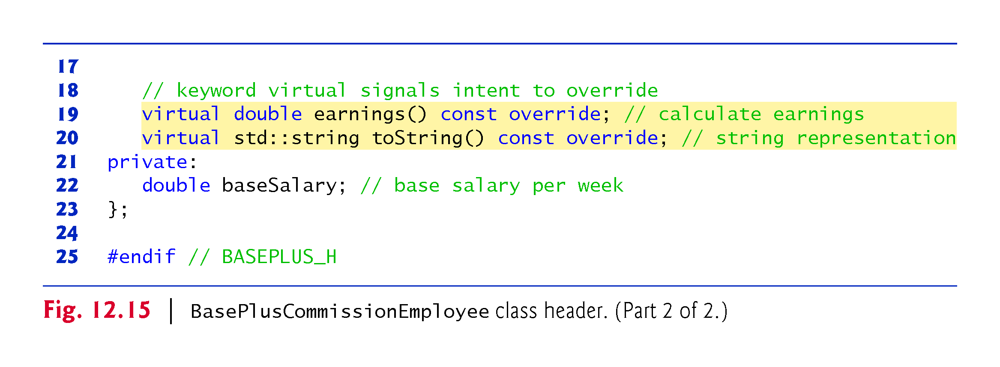 17
18 // keyword virtual signals intent to override
19 virtual double earnings() const override; // calculate earnings
20 virtual std::string toString() const override; // string representation
21 private:
22 double baseSalary; // base salary per week
23 };
24
25 #endif // BASEPLUS_H
Fig. 12.15 | BasePlusCommissionEmployee class header. (Part 2 of 2.)